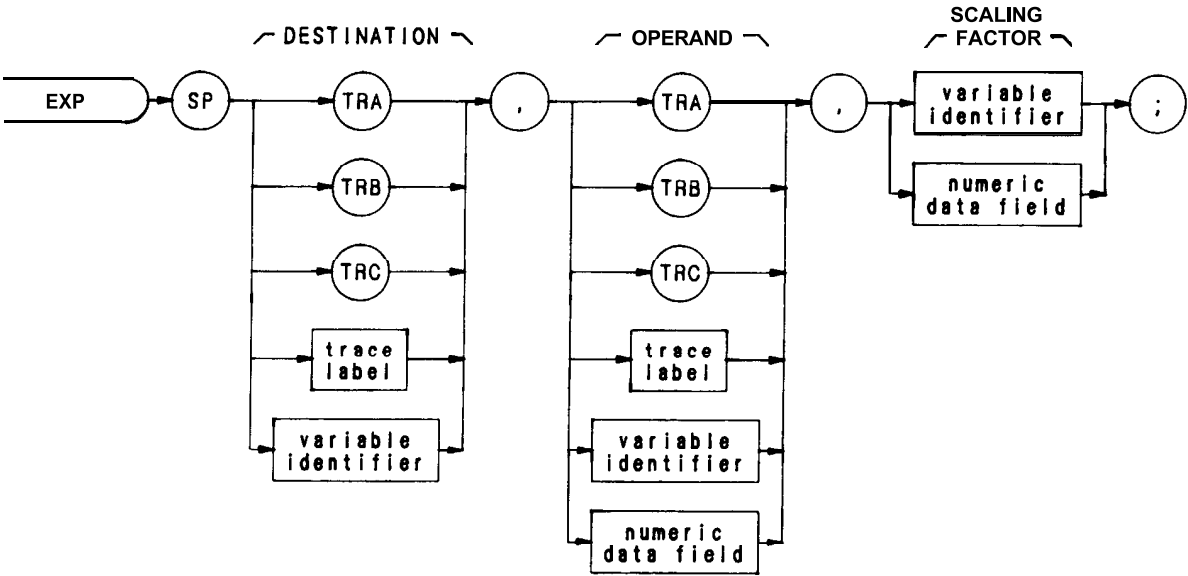 DESTINATION
OPERAND
SCALING
FACTOR
EXP
SP
TRA
,
TRA
,
variable
identifier
;
TRB
TRB
numeric
data field
TRC
TRC
trace
label
trace
label
variable
identifier
variable
identifier
numeric
data field